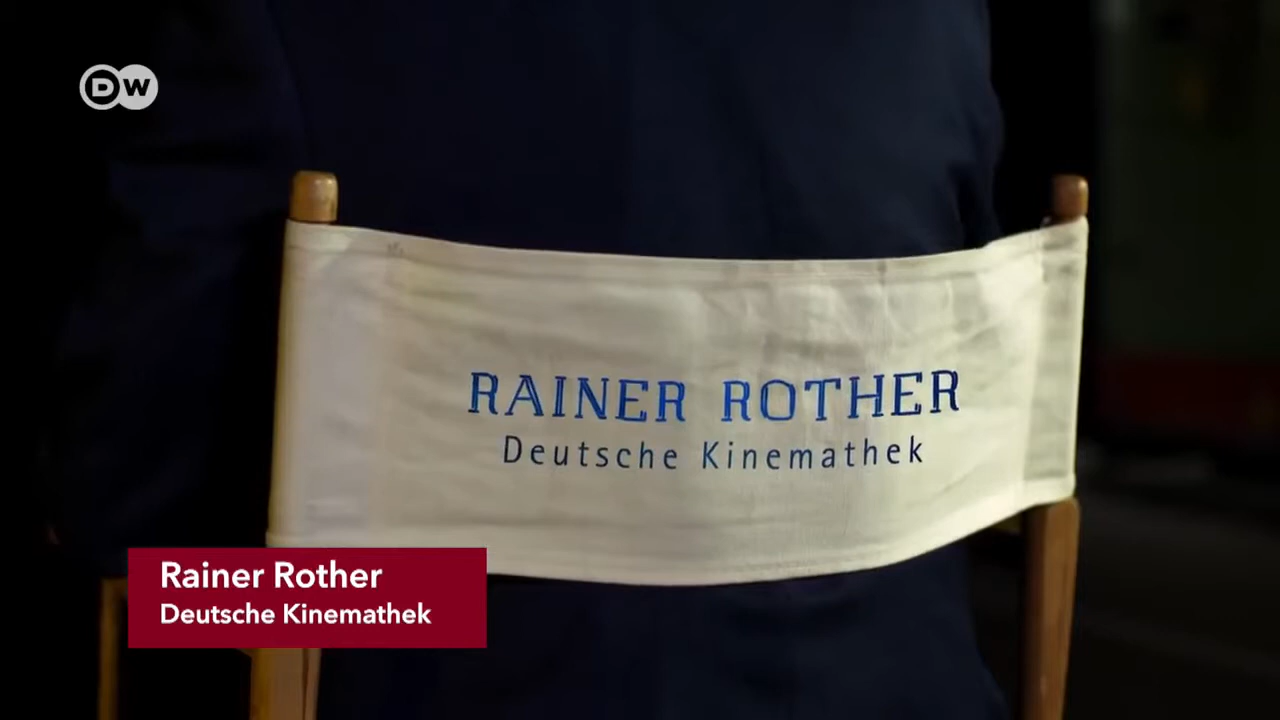 DW
RAINER ROTHER
Deutsche Kinemathek
Rainer Rother
Deutsche Kinemathek